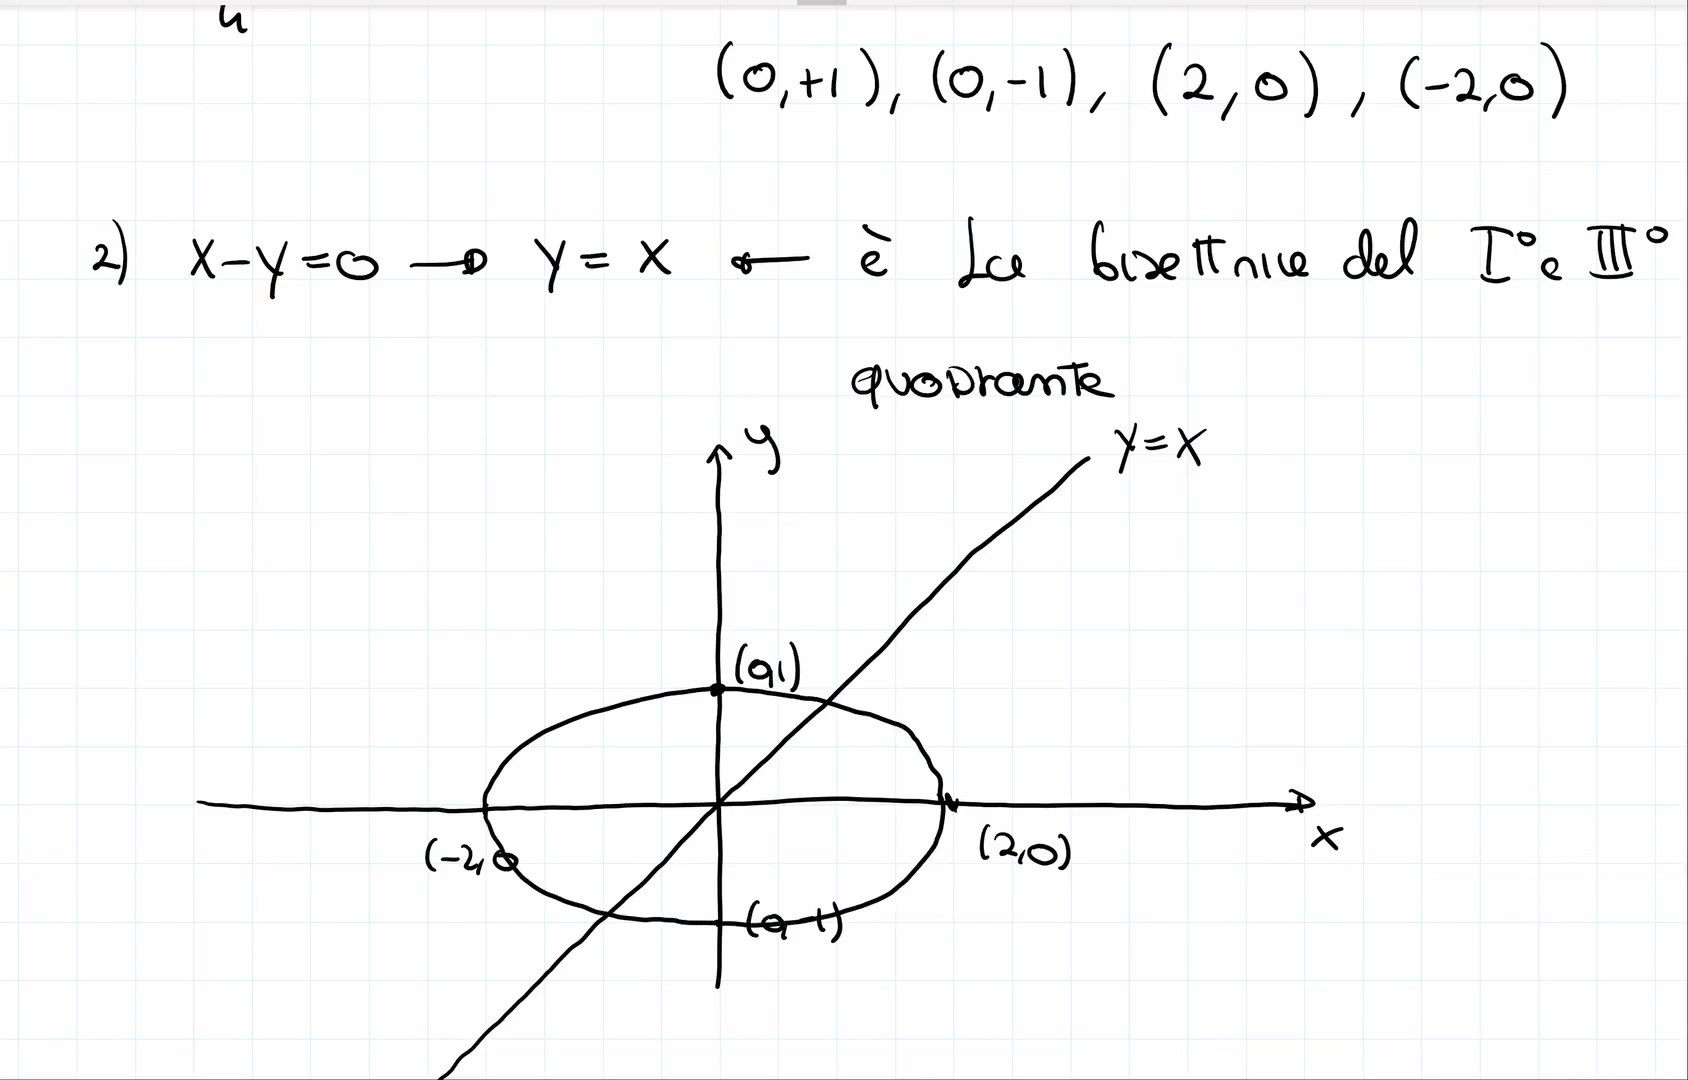 4
(0,+1), (0,-1), (2,0), (-2,0)
2) X-Y=0 → Y=X ← è La bisettrice del I° e III°
quadrante
y
Y=X
(0,1)
(-2,0
(2,0)
x
(0,-1)